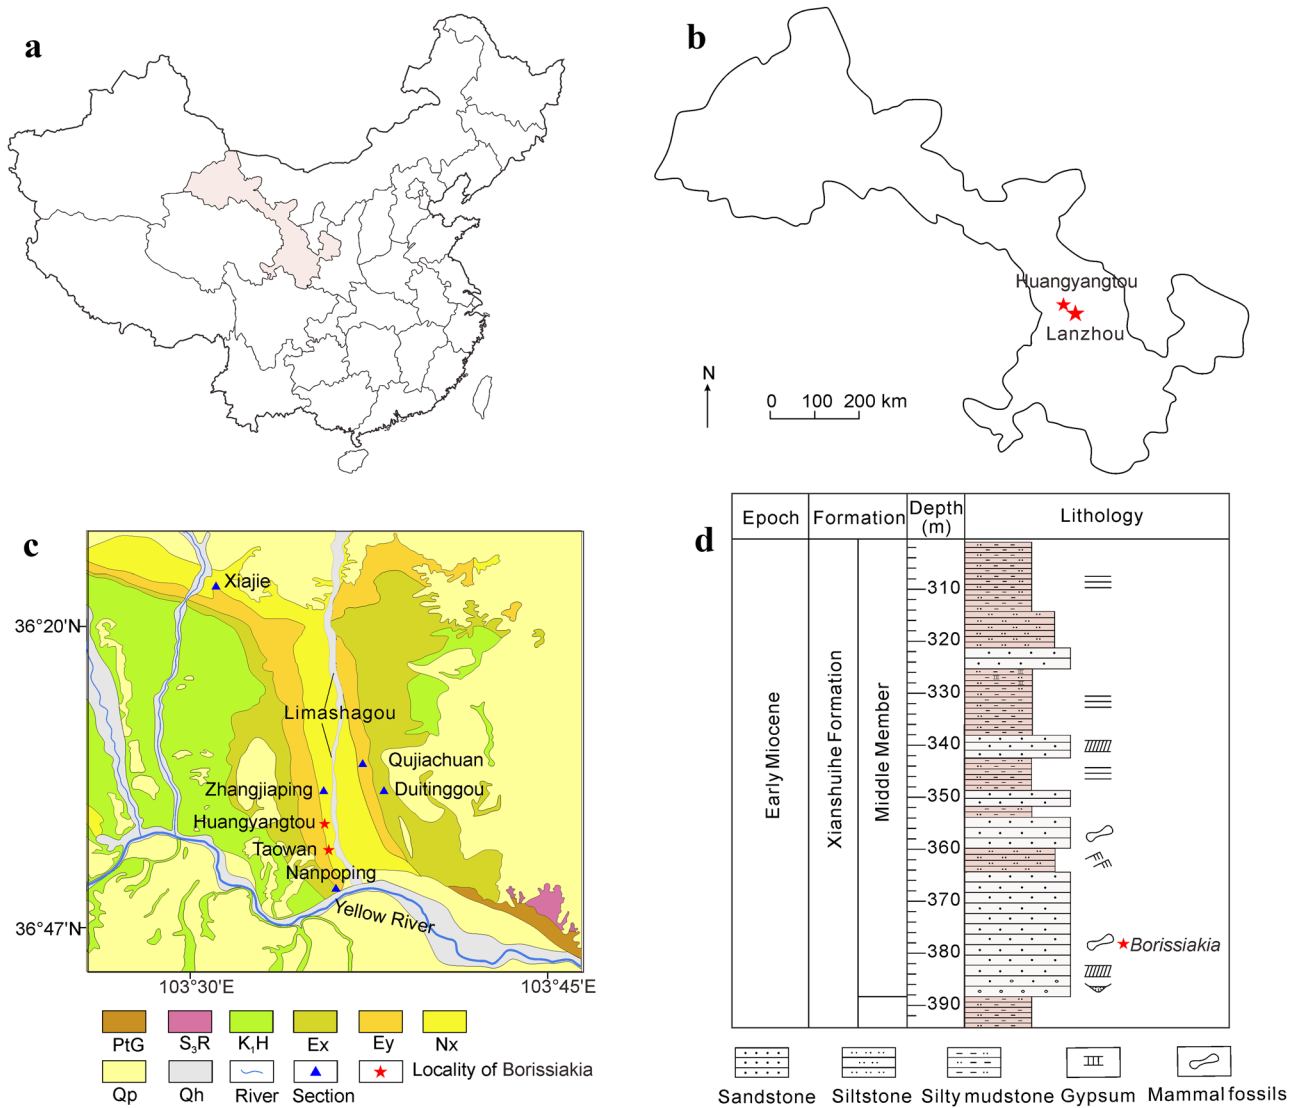 a
b
Huangyangtou
Lanzhou
N
0 100 200 km
c
Xiajie
36°20'N
Limashagou
Qujiachuan
Zhangjiaping
Duitinggou
Huangyangtou
Taowan
Nanpoping
Yellow River
36°47'N
103°30'E
103°45'E
PtG
S3R
K1H
Ex
Ey
Nx
Qp
Qh
River
Section
Locality of Borissiakia
d
Epoch
Formation
Depth
(m)
Lithology
Early Miocene
Xianshuihe Formation
Middle Member
310
320
330
340
350
360
370
380
390
Borissiakia
Sandstone
Siltstone
Silty mudstone
Gypsum
Mammal fossils